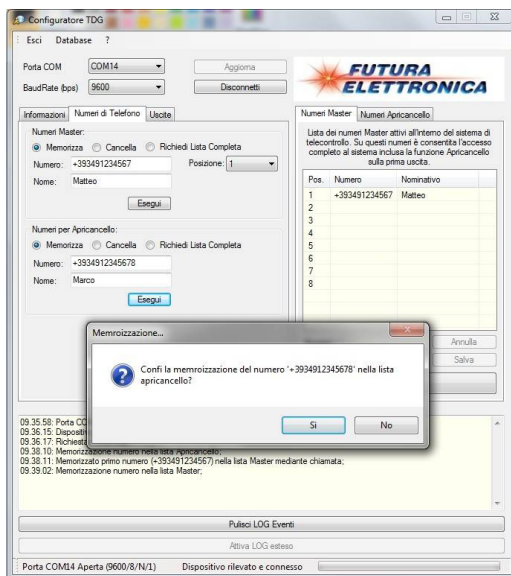 Configuratore TDG
Esci Database ?
Porta COM COM14 Aggiorna
BaudRate (bps) 9600 Disconnetti
FUTURA
ELETTRONICA
Informazioni Numeri di Telefono Uscite
Numeri Master:
Memorizza Cancella Richiedi Lista Completa
Numero: +393491234567 Posizione: 1
Nome: Matteo
Esegui
Numeri per Apricancello:
Memorizza Cancella Richiedi Lista Completa
Numero: +3934912345678
Nome: Marco
Esegui
Numeri Master Numeri Apricancello
Lista dei numeri Master attivi all'interno del sistema di
telecontrollo. Su questi numeri è consentita l'accesso
completo al sistema inclusa la funzione Apricancello
sulla prima uscita.
Pos. Numero Nominativo
1 +393491234567 Matteo
2
3
4
5
6
7
8
Annulla
Salva
Memroizzazione...
Confi la memroizzazione del numero '+3934912345678' nella lista
apricancello?
Sì No
09.35.58: Porta CO
09.36.15: Dispositi
09.36.17: Richiesta
09.38.10: Memorizzazione numero nella lista Apricancello;
09.38.11: Memorizzato primo numero (+393491234567) nella lista Master mediante chiamata;
09.39.02: Memorizzazione numero nella lista Master;
Pulisci LOG Eventi
Attiva LOG esteso
Porta COM14 Aperta (9600/8/N/1) Dispositivo rilevato e connesso